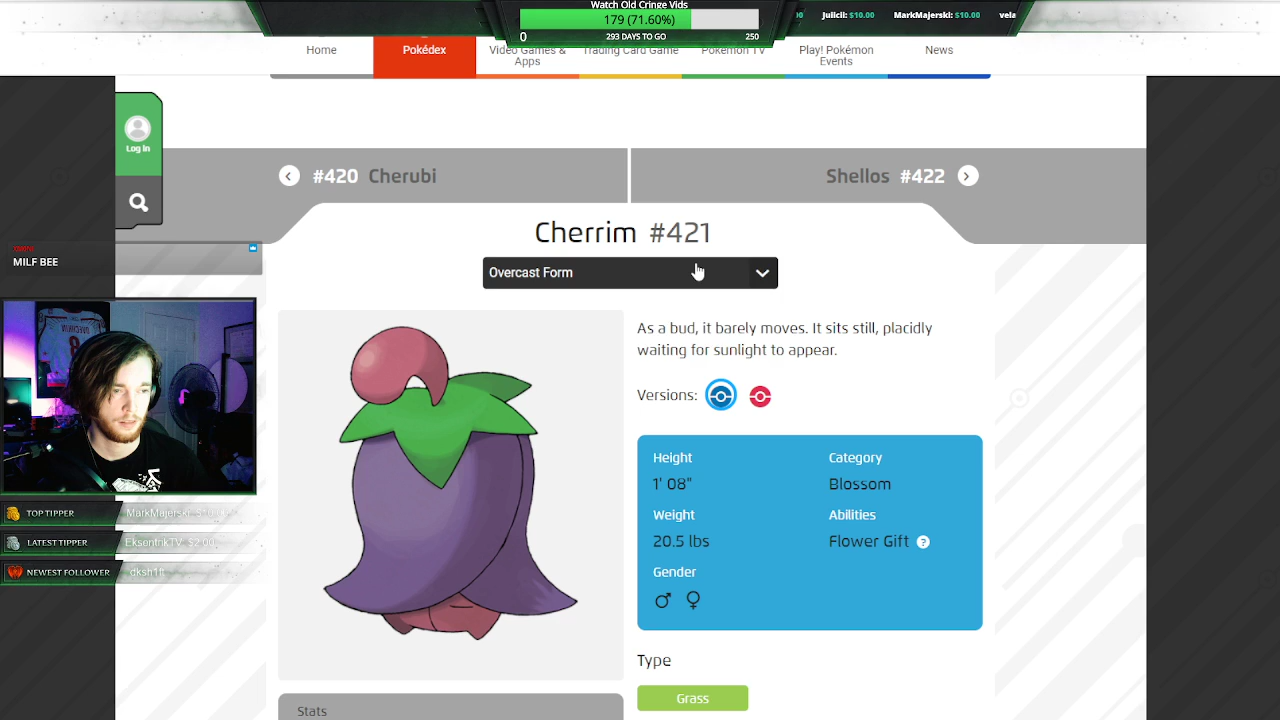 Watch Old Cringe Vids
179 (71.60%)
0
293 DAYS TO GO
250
Julicil: $10.00
MarkMajerski: $10.00
vela
Home
Pokédex
Video Games &
Apps
Trading Card Game
Pokémon TV
Play! Pokémon
Events
News
Log In
#420 Cherubi
Shellos #422
Cherrim #421
Overcast Form
MILF BEE
As a bud, it barely moves. It sits still, placidly
waiting for sunlight to appear.
Versions:
Height
1' 08"
Category
Blossom
Weight
20.5 lbs
Abilities
Flower Gift ?
Gender
Type
Grass
Stats
TOP TIPPER
LATEST TIPPER
EksentrikTV: $2.00
NEWEST FOLLOWER
dksh1ft